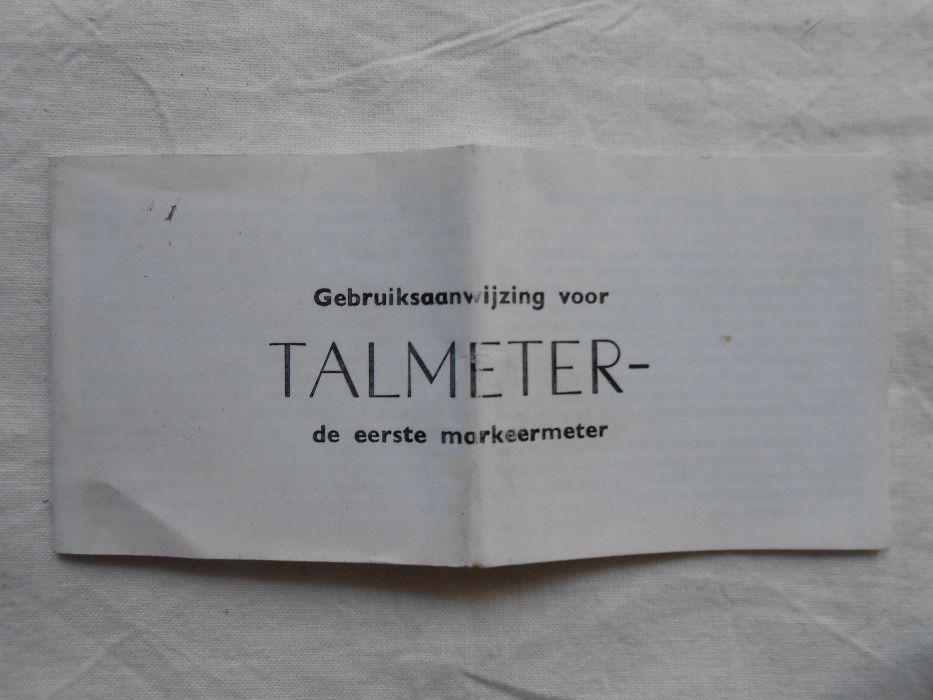 Gebruiksaanwijzing voor
TALMETER-
de eerste markeermeter